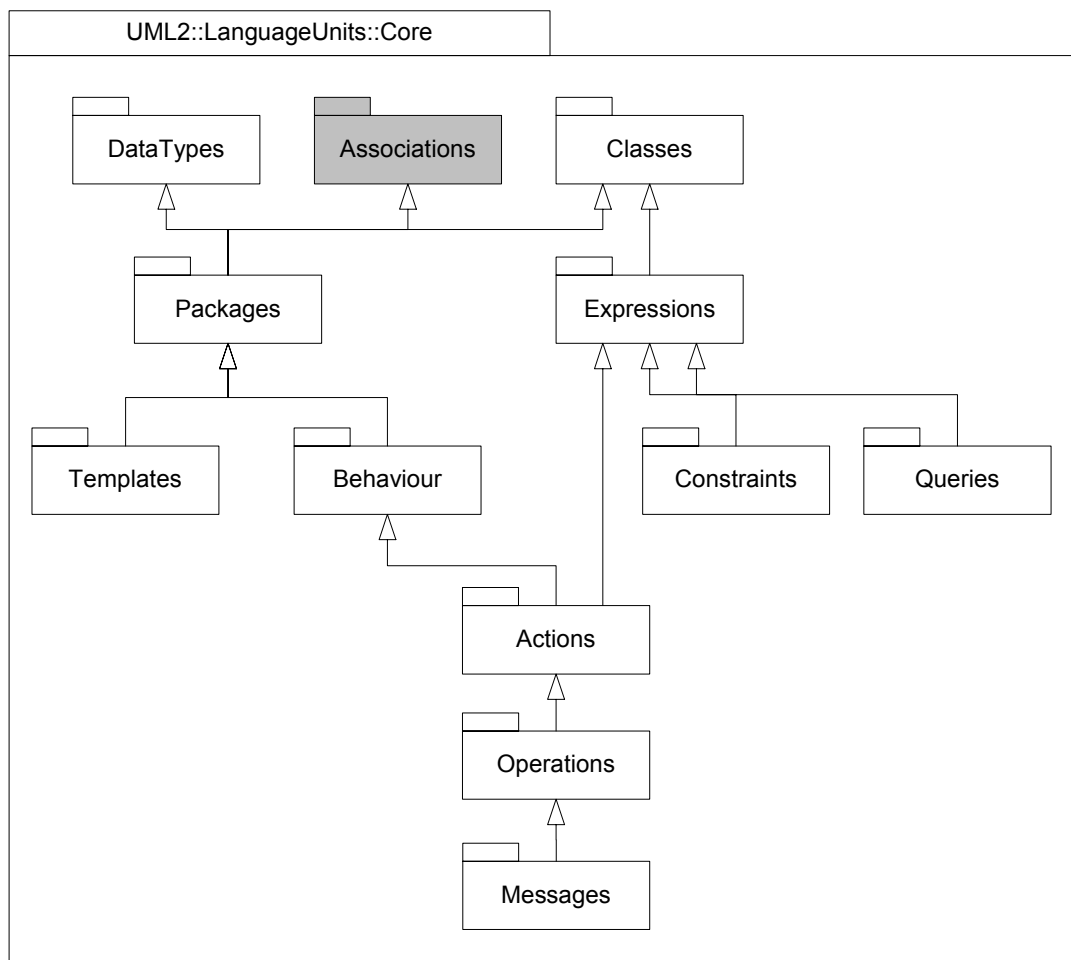 UML2::LanguageUnits::Core
DataTypes
Associations
Classes
Packages
Expressions
Templates
Behaviour
Constraints
Queries
Actions
Operations
Messages